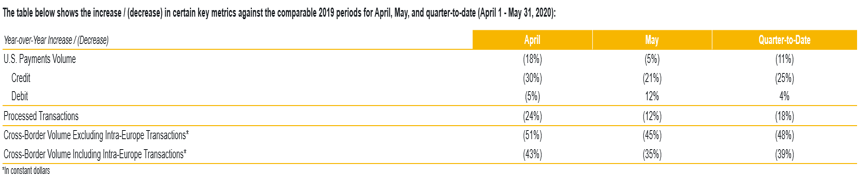 The table below shows the increase / (decrease) in certain key metrics against the comparable 2019 periods for April, May, and quarter-to-date (April 1 - May 31, 2020):
Year-over-Year Increase / (Decrease) April May Quarter-to-Date
U.S. Payments Volume (18%) (5%) (11%)
Credit (30%) (21%) (25%)
Debit (5%) 12% 4%
Processed Transactions (24%) (12%) (18%)
Cross-Border Volume Excluding Intra-Europe Transactions* (51%) (45%) (48%)
Cross-Border Volume Including Intra-Europe Transactions* (43%) (35%) (39%)
*In constant dollars